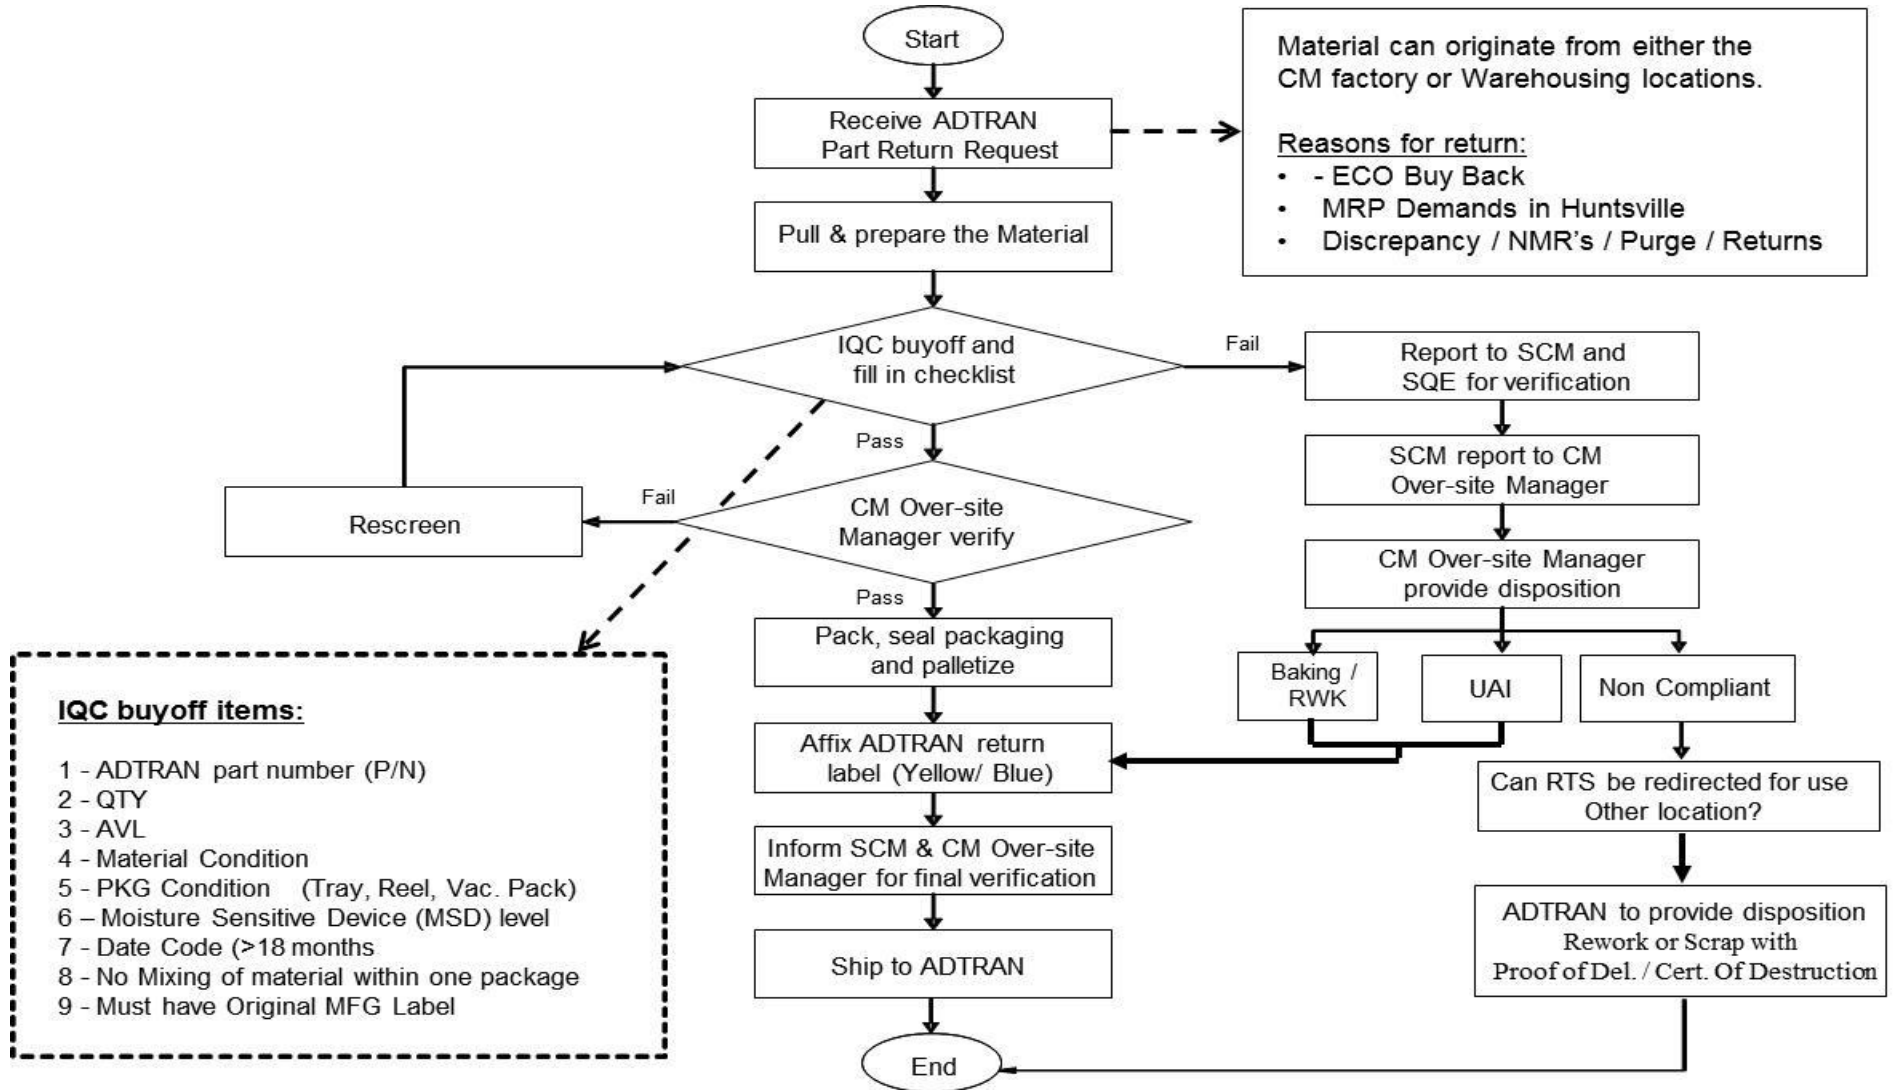 Start
Material can originate from either the
CM factory or Warehousing locations.
Reasons for return:
• - ECO Buy Back
• MRP Demands in Huntsville
• Discrepancy / NMR's / Purge / Returns
Receive ADTRAN
Part Return Request
Pull & prepare the Material
IQC buyoff and
fill in checklist
Fail
Report to SCM and
SQE for verification
Pass
SCM report to CM
Over-site Manager
Rescreen
Fail
CM Over-site
Manager verify
CM Over-site Manager
provide disposition
Pass
Pack, seal packaging
and palletize
Baking /
RWK
UAI
Non Compliant
IQC buyoff items:
1 - ADTRAN part number (P/N)
2 - QTY
3 - AVL
4 - Material Condition
5 - PKG Condition (Tray, Reel, Vac. Pack)
6 – Moisture Sensitive Device (MSD) level
7 - Date Code (>18 months
8 - No Mixing of material within one package
9 - Must have Original MFG Label
Affix ADTRAN return
label (Yellow/ Blue)
Can RTS be redirected for use
Other location?
Inform SCM & CM Over-site
Manager for final verification
ADTRAN to provide disposition
Rework or Scrap with
Proof of Del. / Cert. Of Destruction
Ship to ADTRAN
End